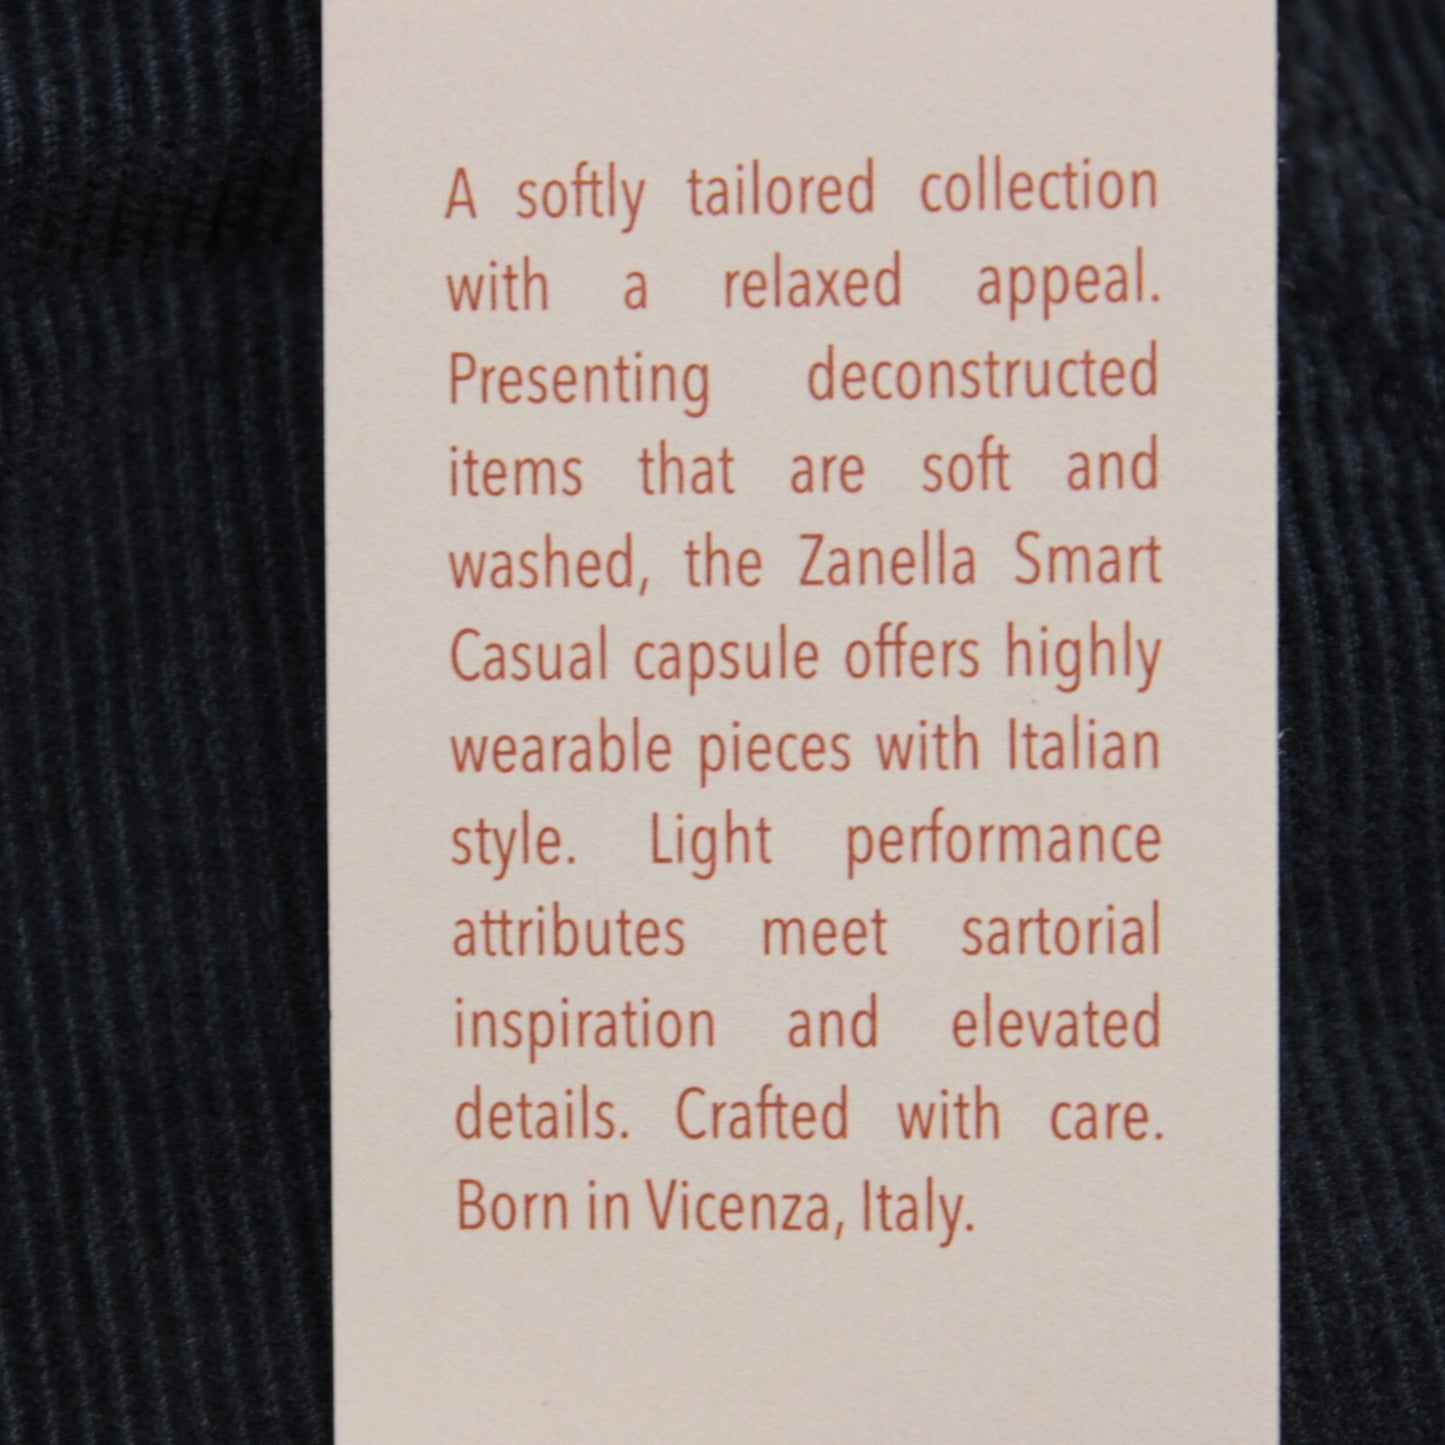 A softly tailored collection
with a relaxed appeal.
Presenting deconstructed
items that are soft and
washed, the Zanella Smart
Casual capsule offers highly
wearable pieces with Italian
style. Light performance
attributes meet sartorial
inspiration and elevated
details. Crafted with care.
Born in Vicenza, Italy.